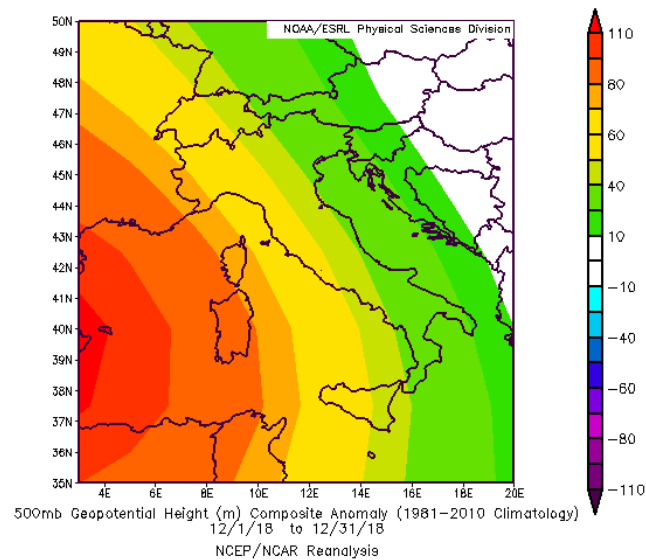 NOAA/ESRL Physical Sciences Division
50N
49N
48N
47N
46N
45N
44N
43N
42N
41N
40N
39N
38N
37N
36N
35N
4E 6E 8E 10E 12E 14E 16E 18E 20E
110
80
60
40
10
-10
-40
-60
-80
-110
500mb Geopotential Height (m) Composite Anomaly (1981-2010 Climatology)
12/1/18 to 12/31/18
NCEP/NCAR Reanalysis